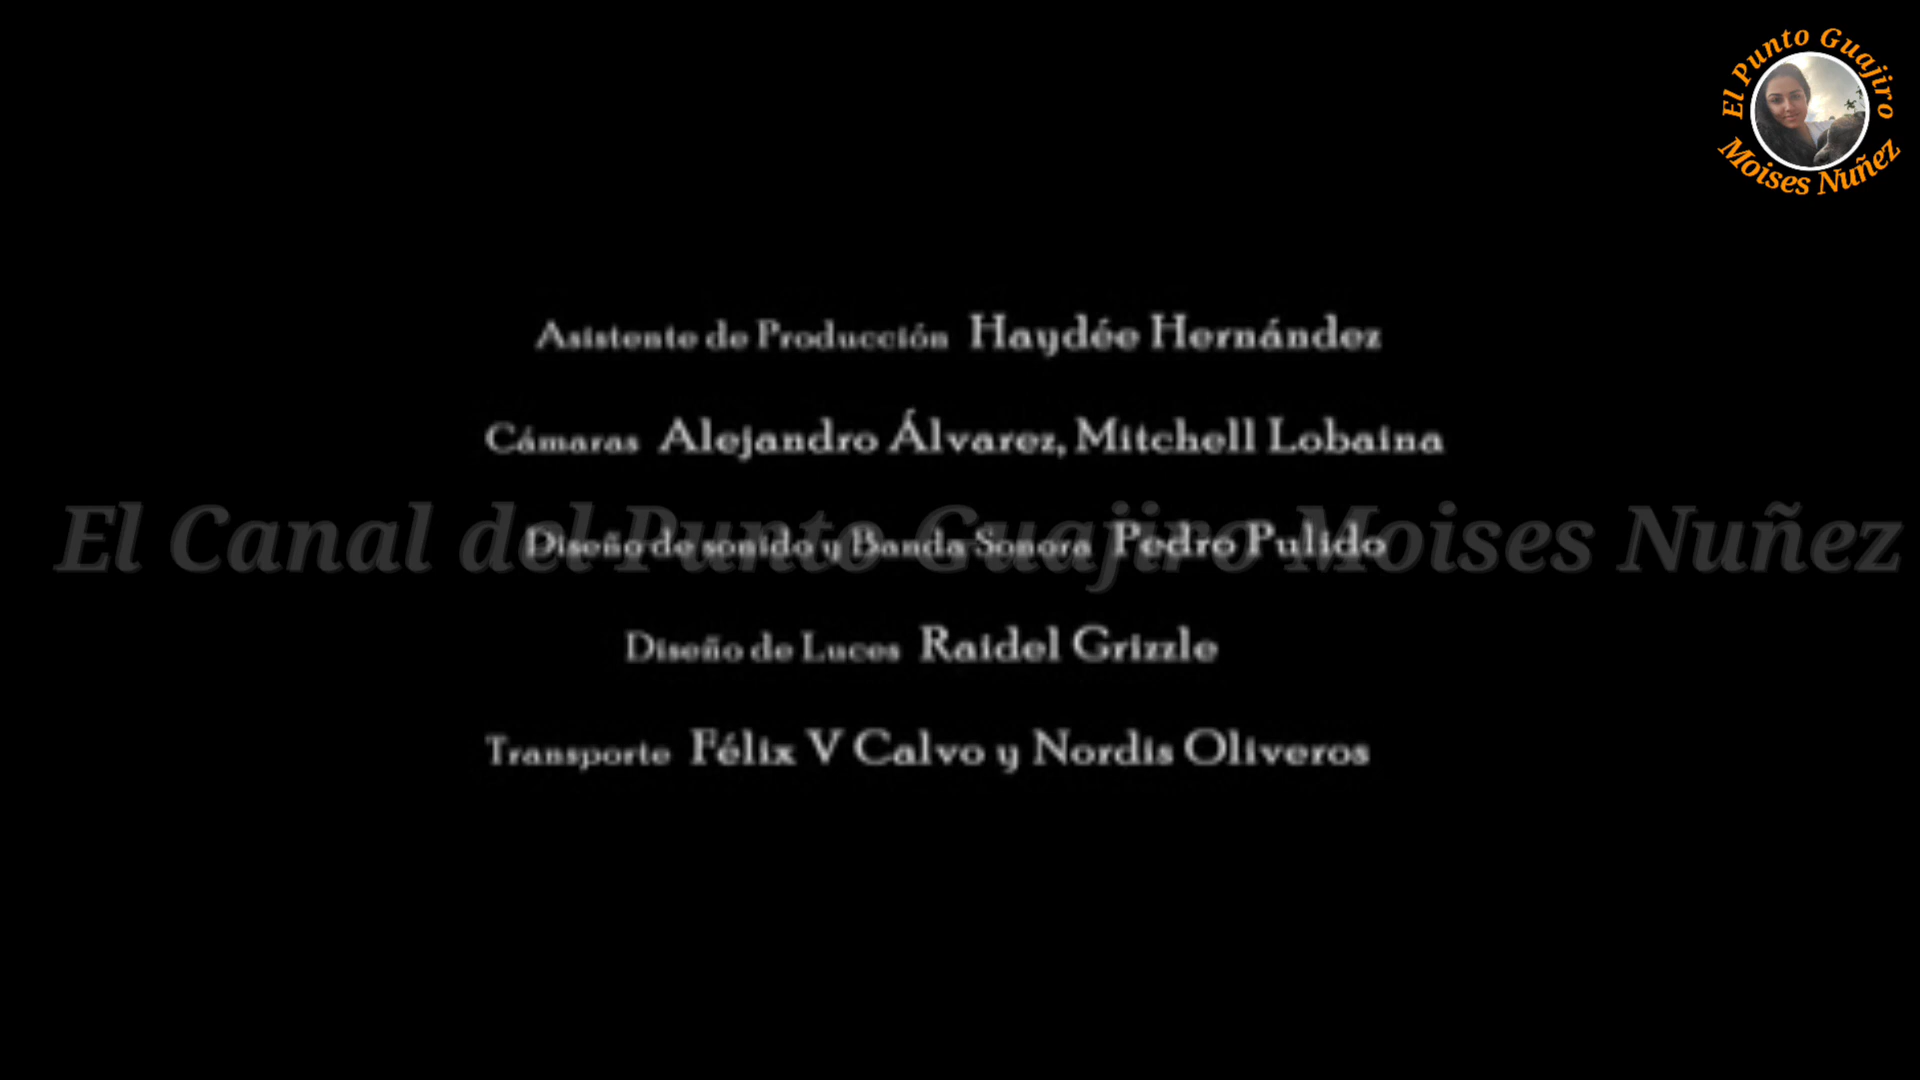 El Punto Guajiro
Moises Nuñez
Asistente de Producción Haydée Hernández
Cámaras Alejandro Álvarez, Mitchell Lobaina
El Canal del Punto Guajiro Moises Nuñez
Diseño de sonido y Banda Sonora Pedro Pulido
Diseño de Luces Raidel Grizzle
Transporte Félix V Calvo y Nordis Oliveros